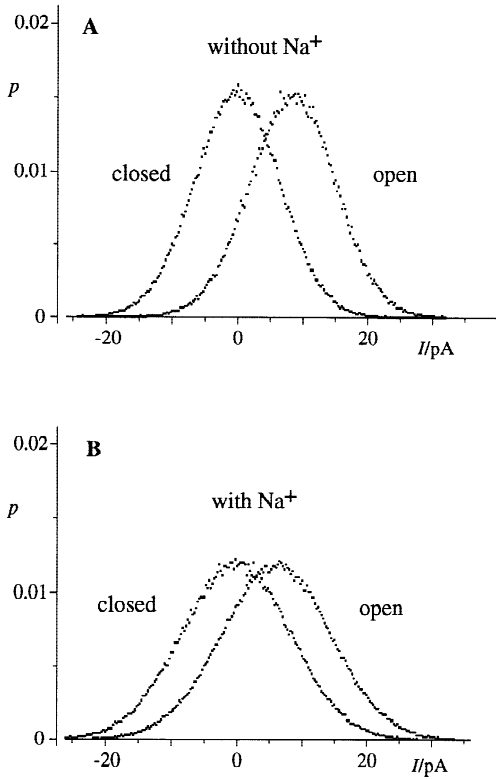 0.02
A
without Na+
p
closed
0.01
open
0
-20
0
20
I/pA
0.02
B
with Na+
p
closed
0.01
open
0
-20
0
20
I/pA